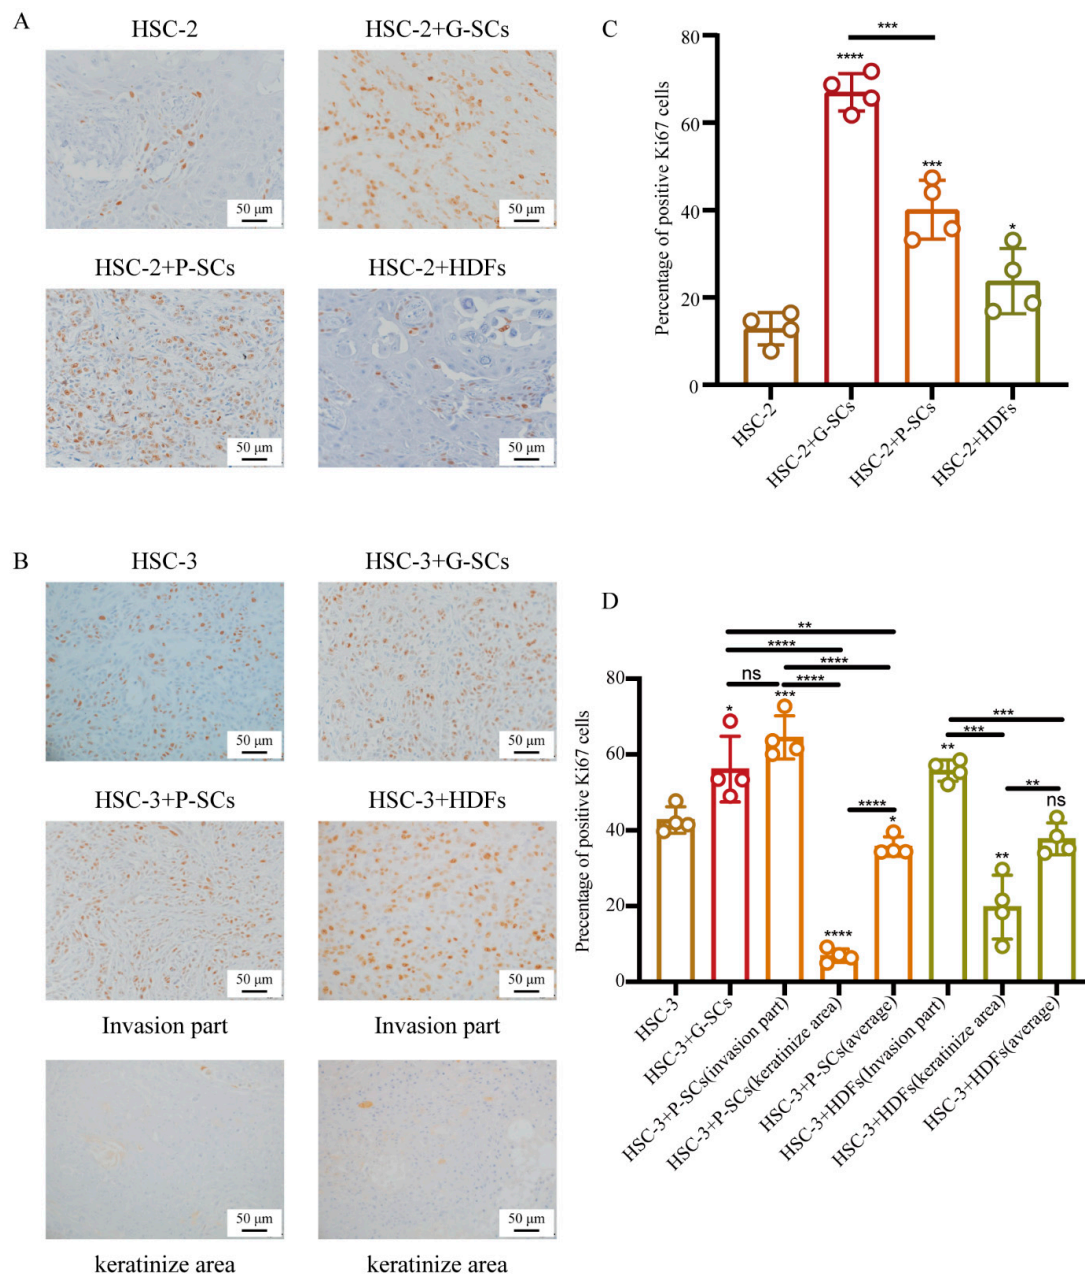 A
HSC-2
HSC-2+G-SCs
50 μm
50 μm
HSC-2+P-SCs
HSC-2+HDFs
50 μm
50 μm
B
HSC-3
HSC-3+G-SCs
50 μm
50 μm
HSC-3+P-SCs
HSC-3+HDFs
50 μm
50 μm
Invasion part
Invasion part
50 μm
50 μm
keratinize area
keratinize area
C
Percentage of positive Ki67 cells
80
60
40
20
0
***
****
***
*
HSC-2
HSC-2+G-SCs
HSC-2+P-SCs
HSC-2+HDFs
D
Precentage of positive Ki67 cells
80
60
40
20
0
**
****
****
ns
****
*
***
****
****
*
***
***
**
**
**
ns
HSC-3
HSC-3+G-SCs
HSC-3+P-SCs(invasion part)
HSC-3+P-SCs(keratinize area)
HSC-3+P-SCs(average)
HSC-3+HDFs(Invasion part)
HSC-3+HDFs(keratinize area)
HSC-3+HDFs(average)